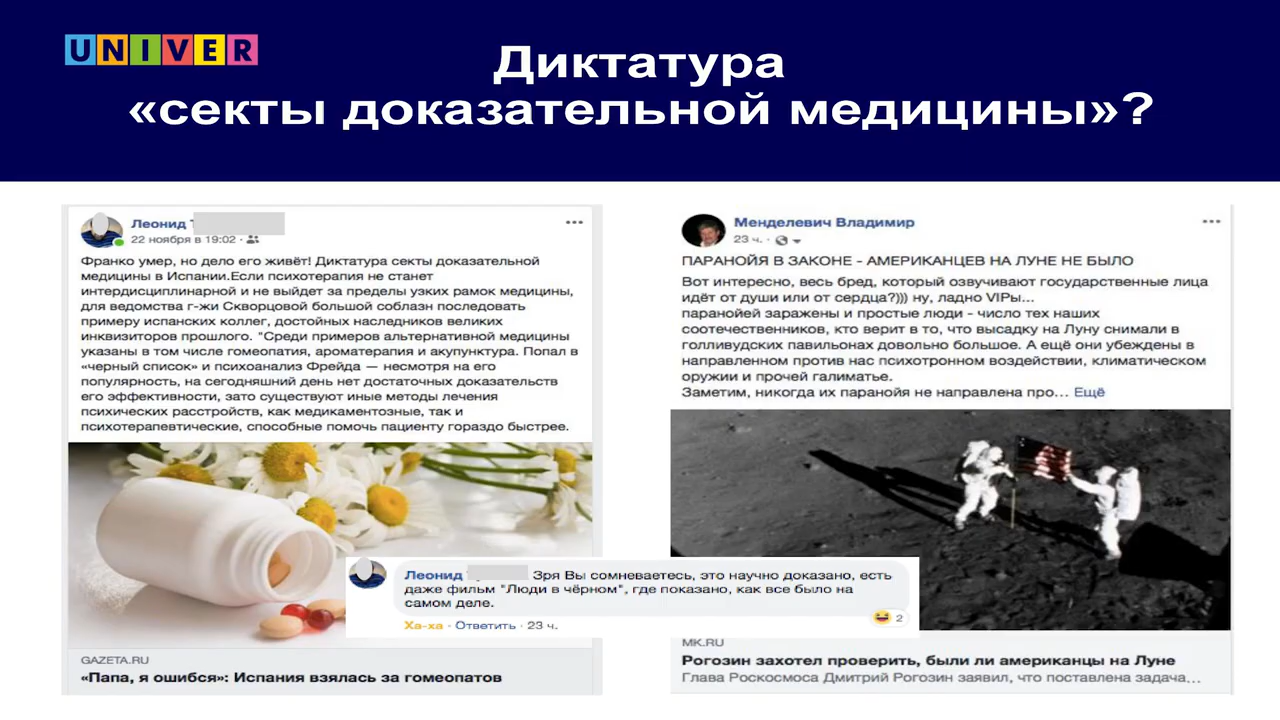 UNIVER
Диктатура
«секты доказательной медицины»?
Леонид
22 ноября в 19:02 ·
Франко умер, но дело его живёт! Диктатура секты доказательной
медицины в Испании.Если психотерапия не станет
интердисциплинарной и не выйдет за пределы узких рамок медицины,
для ведомства г-жи Скворцовой большой соблазн последовать
примеру испанских коллег, достойных наследников великих
инквизиторов прошлого. "Среди примеров альтернативной медицины
указаны в том числе гомеопатия, ароматерапия и акупунктура. Попал в
«черный список» и психоанализ Фрейда — несмотря на его
популярность, на сегодняшний день нет достаточных доказательств
его эффективности, зато существуют иные методы лечения
психических расстройств, как медикаментозные, так и
психотерапевтические, способные помочь пациенту гораздо быстрее.
GAZETA.RU
«Папа, я ошибся»: Испания взялась за гомеопатов
Менделевич Владимир
23 ч. ·
ПАРАНОЙЯ В ЗАКОНЕ - АМЕРИКАНЦЕВ НА ЛУНЕ НЕ БЫЛО
Вот интересно, весь бред, который озвучивают государственные лица
идёт от души или от сердца?))) ну, ладно VIPы...
паранойей заражены и простые люди - число тех наших
соотечественников, кто верит в то, что высадку на Луну снимали в
голливудских павильонах довольно большое. А ещё они убеждены в
направленном против нас психотронном воздействии, климатическом
оружии и прочей галиматье.
Заметим, никогда их паранойя не направлена про... Ещё
Леонид Зря Вы сомневаетесь, это научно доказано, есть
даже фильм "Люди в чёрном", где показано, как все было на
самом деле.
Ха-ха · Ответить · 23 ч.
2
MK.RU
Рогозин захотел проверить, были ли американцы на Луне
Глава Роскосмоса Дмитрий Рогозин заявил, что поставлена задача...